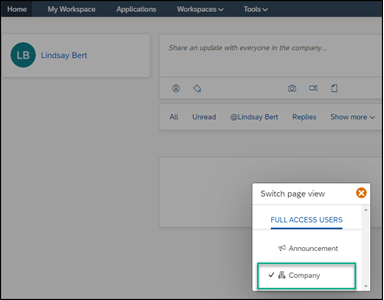 Home My Workspace Applications Workspaces Tools
LB Lindsay Bert
Share an update with everyone in the company...
All Unread @Lindsay Bert Replies Show more
Switch page view
FULL ACCESS USERS
Announcement
Company